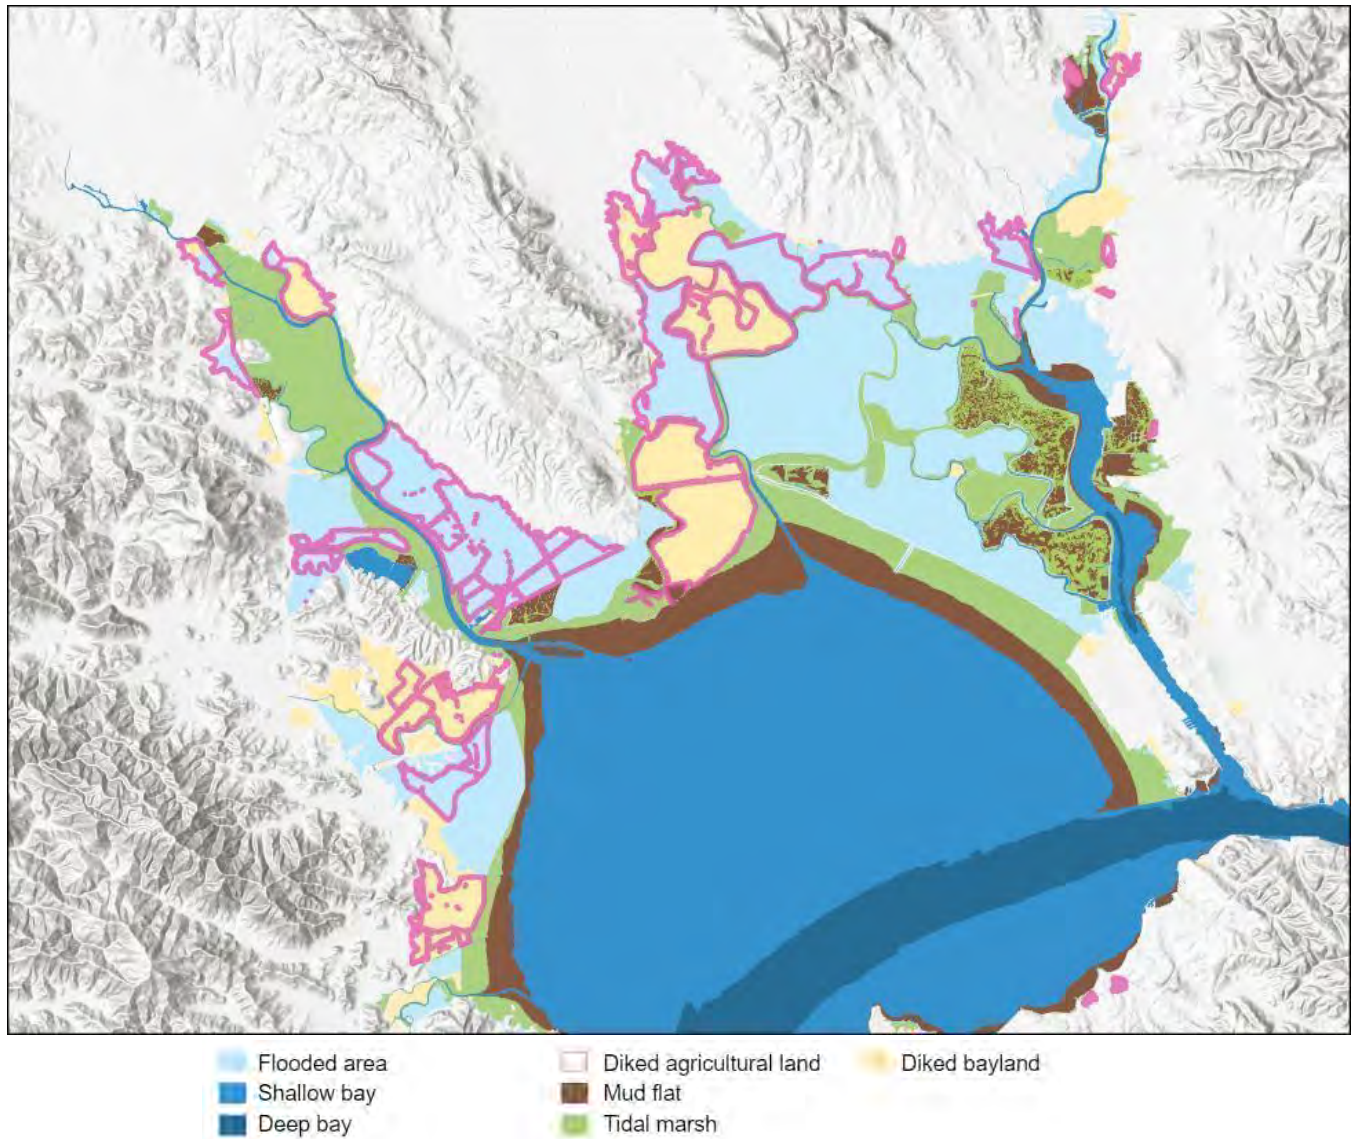 Flooded area
Shallow bay
Deep bay
Diked agricultural land
Mud flat
Tidal marsh
Diked bayland